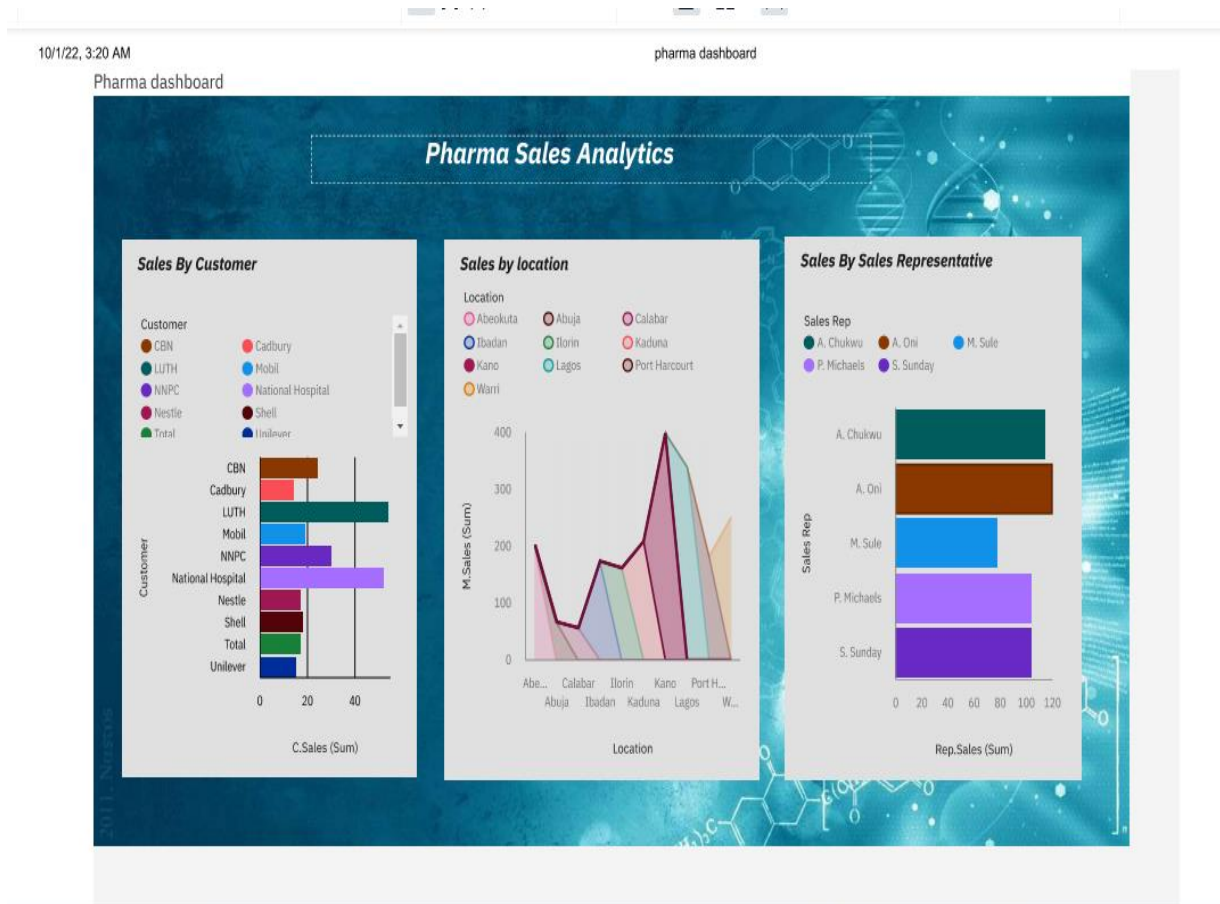 10/1/22, 3:20 AM pharma dashboard
Pharma dashboard
Pharma Sales Analytics
Sales By Customer
Customer
CBN Cadbury
LUTH Mobil
NNPC National Hospital
Nestle Shell
Total Unilever
CBN
Cadbury
LUTH
Mobil
NNPC
National Hospital
Nestle
Shell
Total
Unilever
Customer
0 20 40
C.Sales (Sum)
Sales by location
Location
Abeokuta Abuja Calabar
Ibadan Ilorin Kaduna
Kano Lagos Port Harcourt
Warri
400
300
200
100
0
M.Sales (Sum)
Abe... Calabar Ilorin Kano Port H...
Abuja Ibadan Kaduna Lagos W...
Location
Sales By Sales Representative
Sales Rep
A. Chukwu A. Oni M. Sule
P. Michaels S. Sunday
A. Chukwu
A. Oni
M. Sule
P. Michaels
S. Sunday
Sales Rep
0 20 40 60 80 100 120
Rep.Sales (Sum)